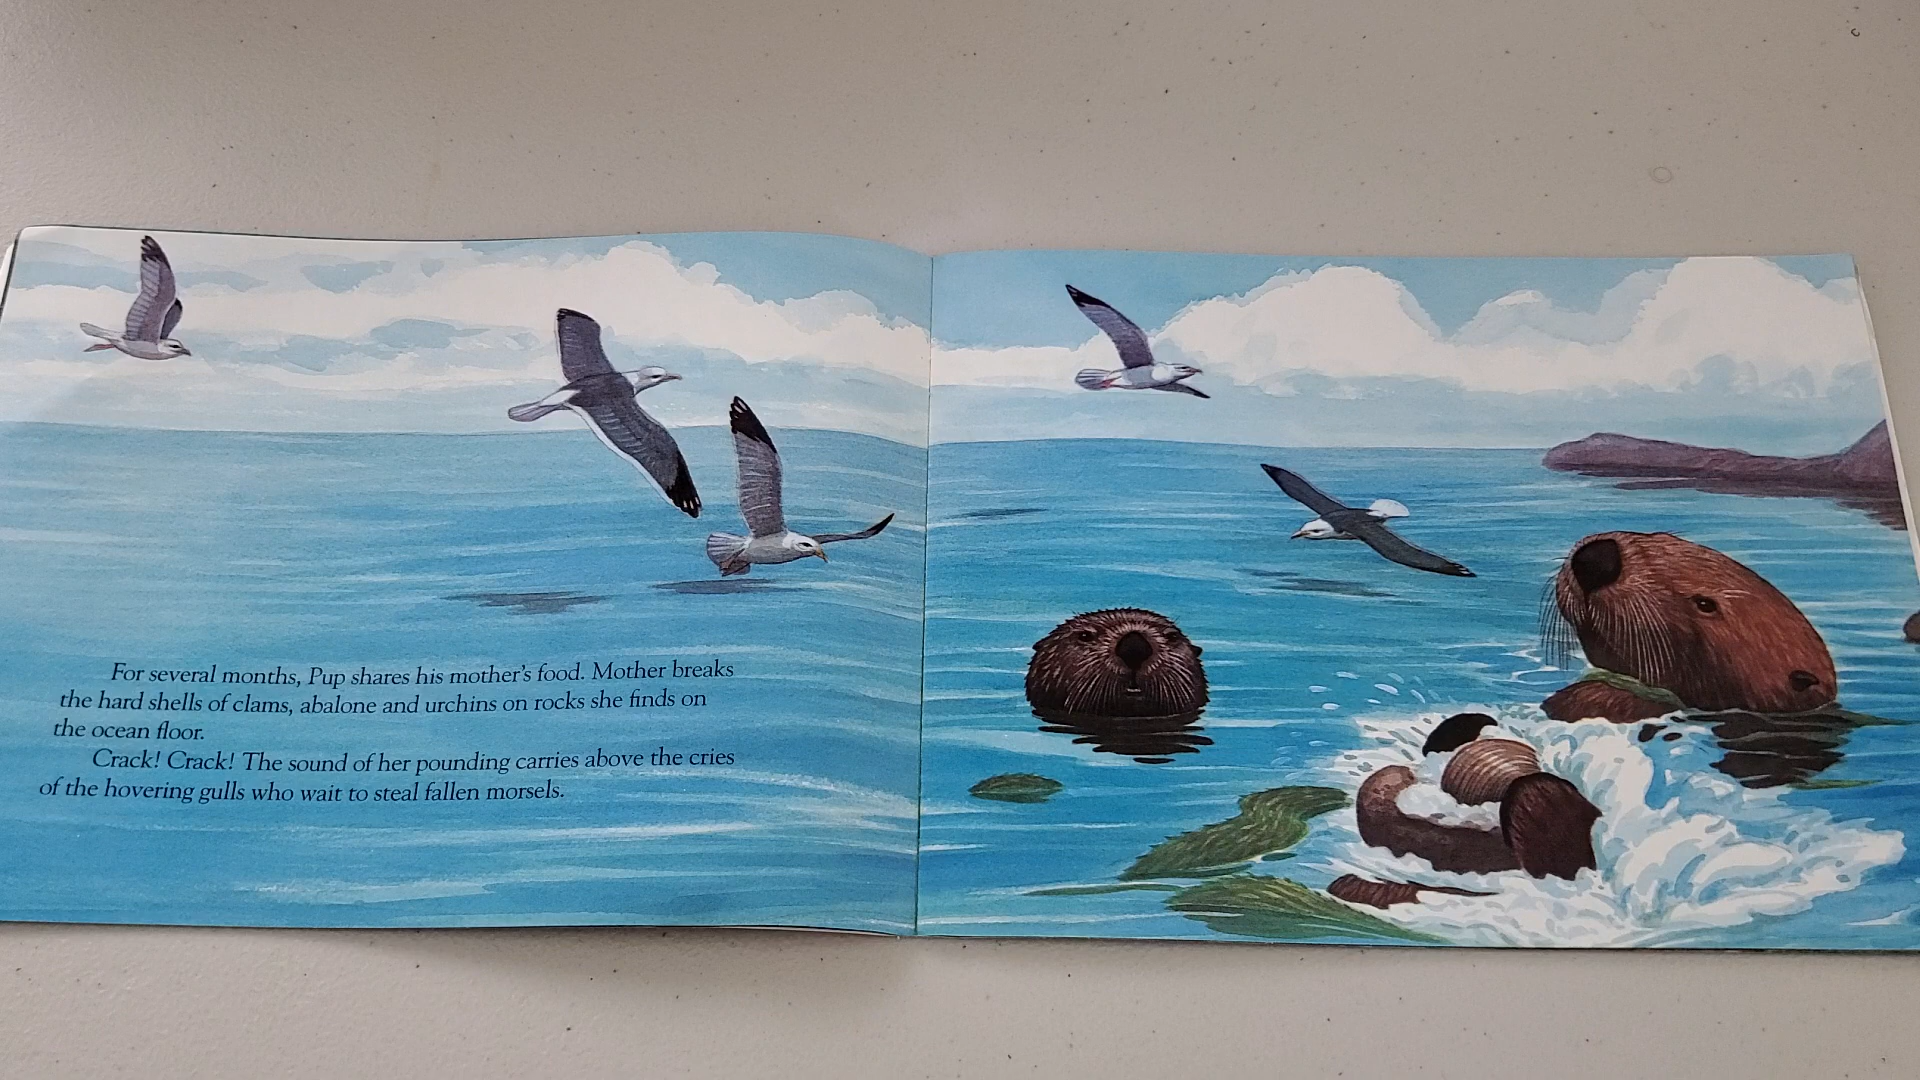 For several months, Pup shares his mother's food. Mother breaks
the hard shells of clams, abalone and urchins on rocks she finds on
the ocean floor.
Crack! Crack! The sound of her pounding carries above the cries
of the hovering gulls who wait to steal fallen morsels.